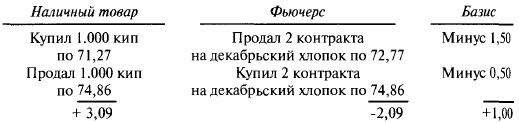 Наличный товар Фьючерс Базис
Купил 1.000 кип Продал 2 контракта Минус 1,50
по 71,27 на декабрьский хлопок по 72,77
Продал 1.000 кип Купил 2 контракта Минус 0,50
по 74,86 на декабрьский хлопок по 74,86
+ 3,09 -2,09 +1,00